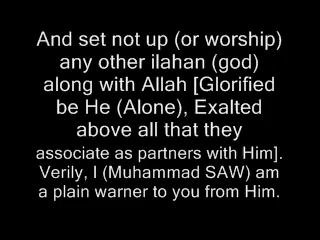 And set not up (or worship)
any other ilahan (god)
along with Allah [Glorified
be He (Alone), Exalted
above all that they
associate as partners with Him].
Verily, I (Muhammad SAW) am
a plain warner to you from Him.